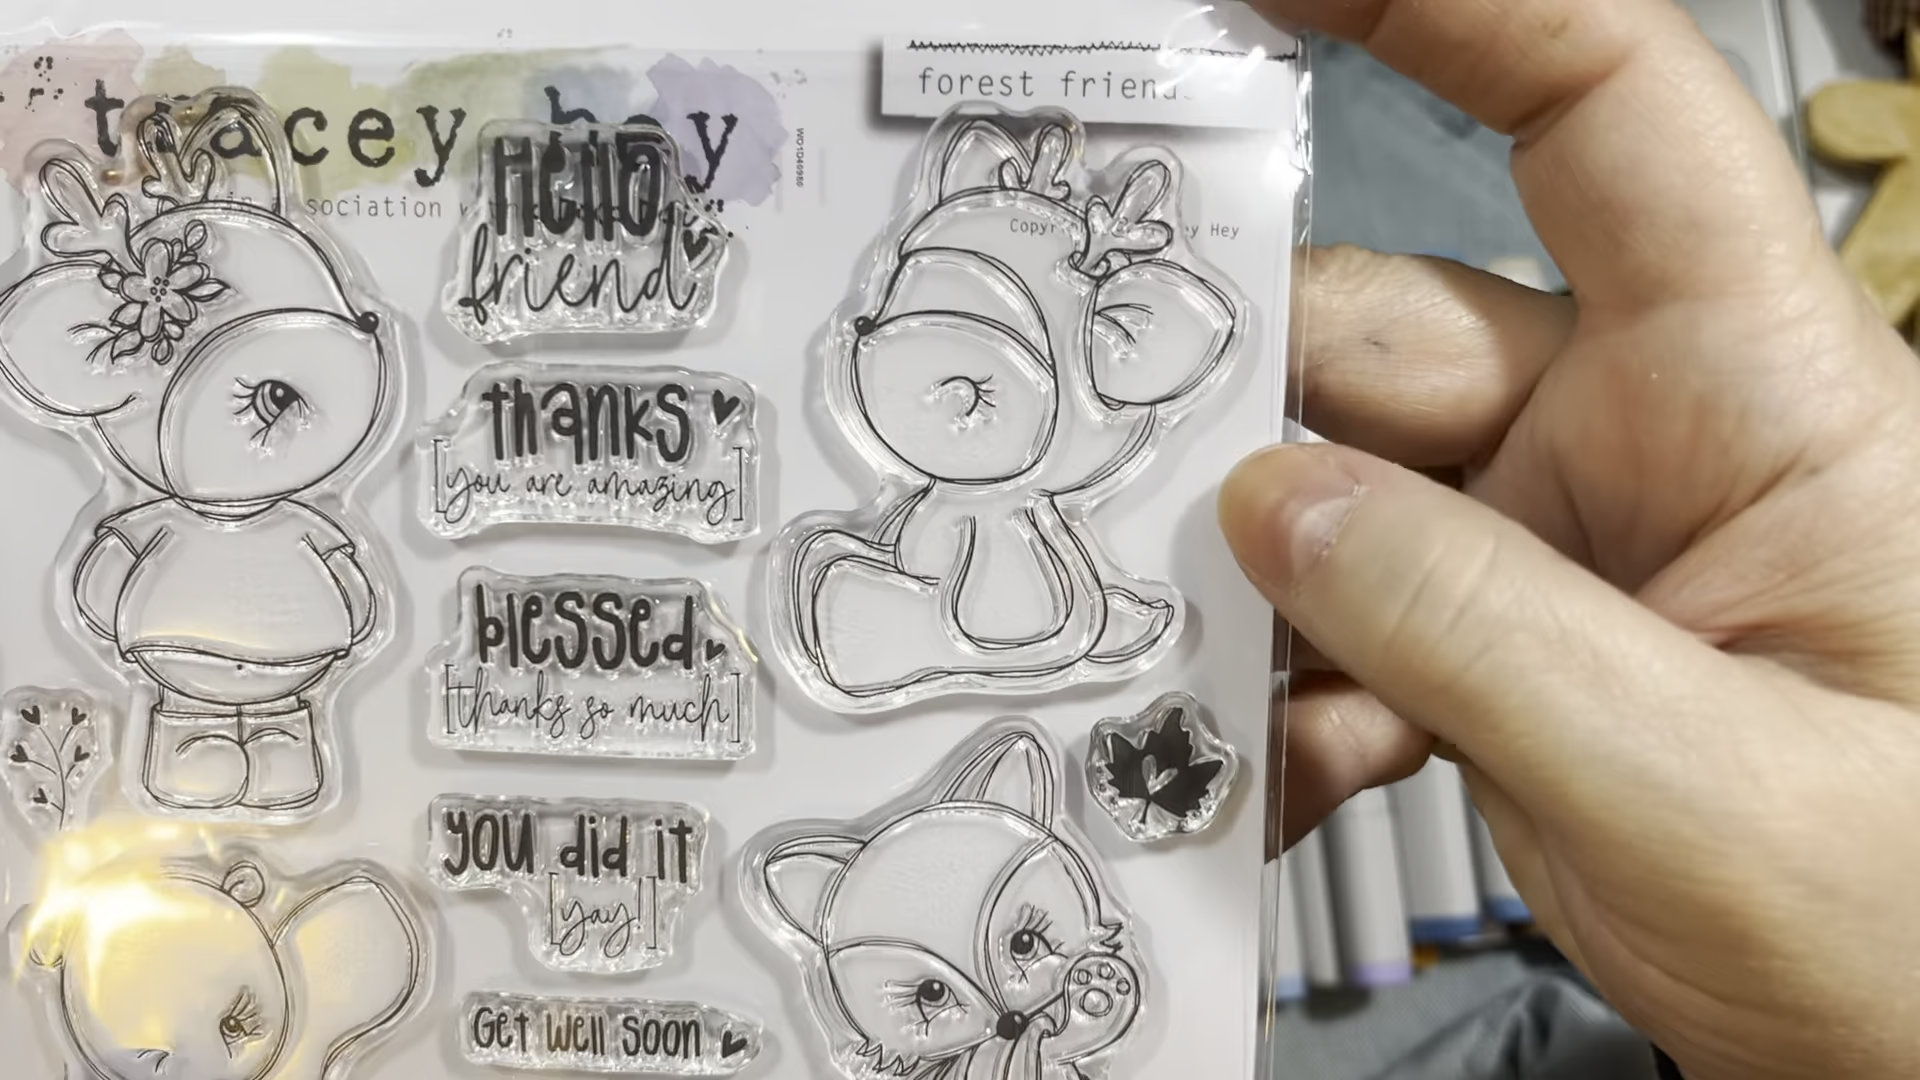 tracey hey
forest
Hello
friend
thanks
[you are amazing]
blessed
[thanks so much]
you did it
[yay!]
Get well soon